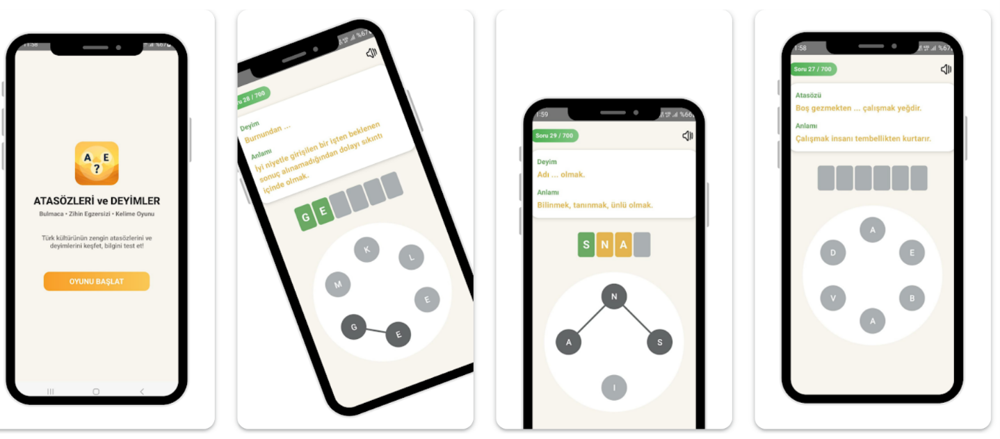 11:58
%67
A E
?
ATASÖZLERİ ve DEYİMLER
Bulmaca • Zihin Egzersizi • Kelime Oyunu
Türk kültürünün zengin atasözlerini ve
deyimlerini keşfet, bilgini test et!
OYUNU BAŞLAT
%67
ru 28 / 700
Deyim
Burnundan ...
Anlamı
İyi niyetle girişilen bir işten beklenen
sonuç alınamadığından dolayı sıkıntı
içinde olmak.
G E
K
L
M
E
G
E
1:59
%66
Soru 29 / 700
Deyim
Adı ... olmak.
Anlamı
Bilinmek, tanınmak, ünlü olmak.
S N A
N
A
S
I
1:58
%67
Soru 27 / 700
Atasözü
Boş gezmekten ... çalışmak yeğdir.
Anlamı
Çalışmak insanı tembellikten kurtarır.
A
D
E
V
B
A